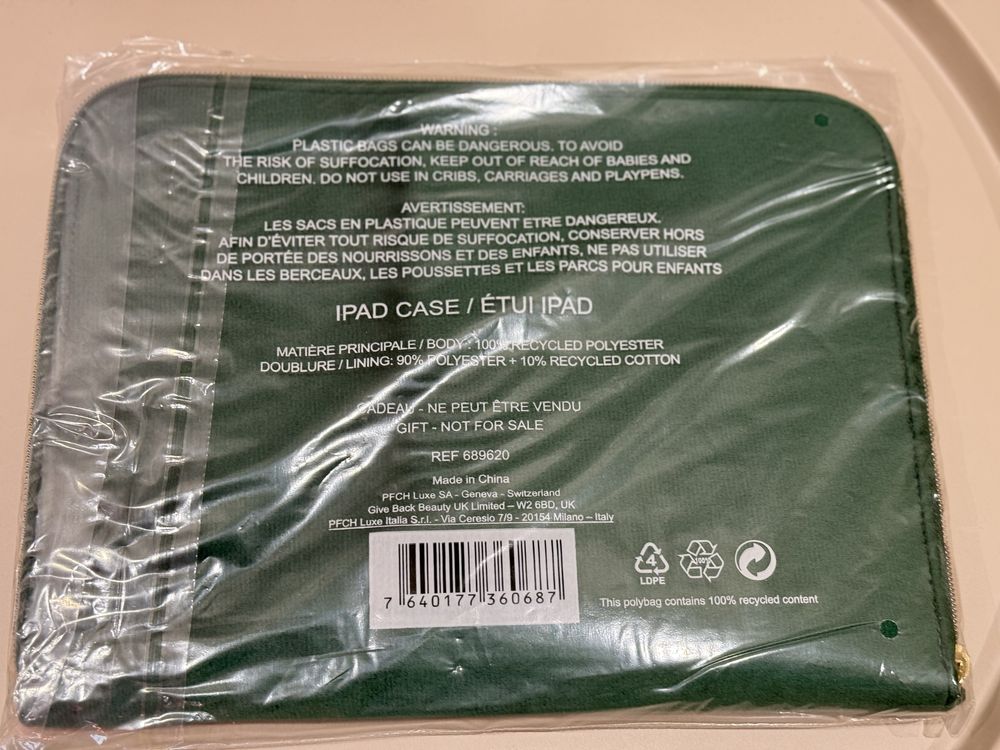 WARNING :
PLASTIC BAGS CAN BE DANGEROUS. TO AVOID
THE RISK OF SUFFOCATION, KEEP OUT OF REACH OF BABIES AND
CHILDREN. DO NOT USE IN CRIBS, CARRIAGES AND PLAYPENS.
AVERTISSEMENT:
LES SACS EN PLASTIQUE PEUVENT ETRE DANGEREUX.
AFIN D'ÉVITER TOUT RISQUE DE SUFFOCATION, CONSERVER HORS
DE PORTÉE DES NOURRISSONS ET DES ENFANTS, NE PAS UTILISER
DANS LES BERCEAUX, LES POUSSETTES ET LES PARCS POUR ENFANTS
IPAD CASE / ÉTUI IPAD
MATIÈRE PRINCIPALE / BODY : 100% RECYCLED POLYESTER
DOUBLURE / LINING: 90% POLYESTER + 10% RECYCLED COTTON
CADEAU - NE PEUT ÊTRE VENDU
GIFT - NOT FOR SALE
REF 689620
Made in China
PFCH Luxe SA - Geneva - Switzerland
Give Back Beauty UK Limited – W2 6BD, UK
PFCH Luxe Italia S.r.l. - Via Ceresio 7/9 - 20154 Milano – Italy
7 640177 360687
4
LDPE
100%
This polybag contains 100% recycled content